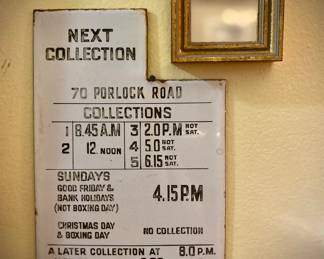 NEXT
COLLECTION
70 PORLOCK ROAD
COLLECTIONS
1 8.45 A.M 3 2.0 P.M NOT SAT.
2 12 NOON 4 5.0 NOT SAT.
5 6.15 NOT SAT.
SUNDAYS
GOOD FRIDAY &
BANK HOLIDAYS 4.15 P.M
(NOT BOXING DAY)
CHRISTMAS DAY
& BOXING DAY NO COLLECTION
A LATER COLLECTION AT 8.0 P.M.